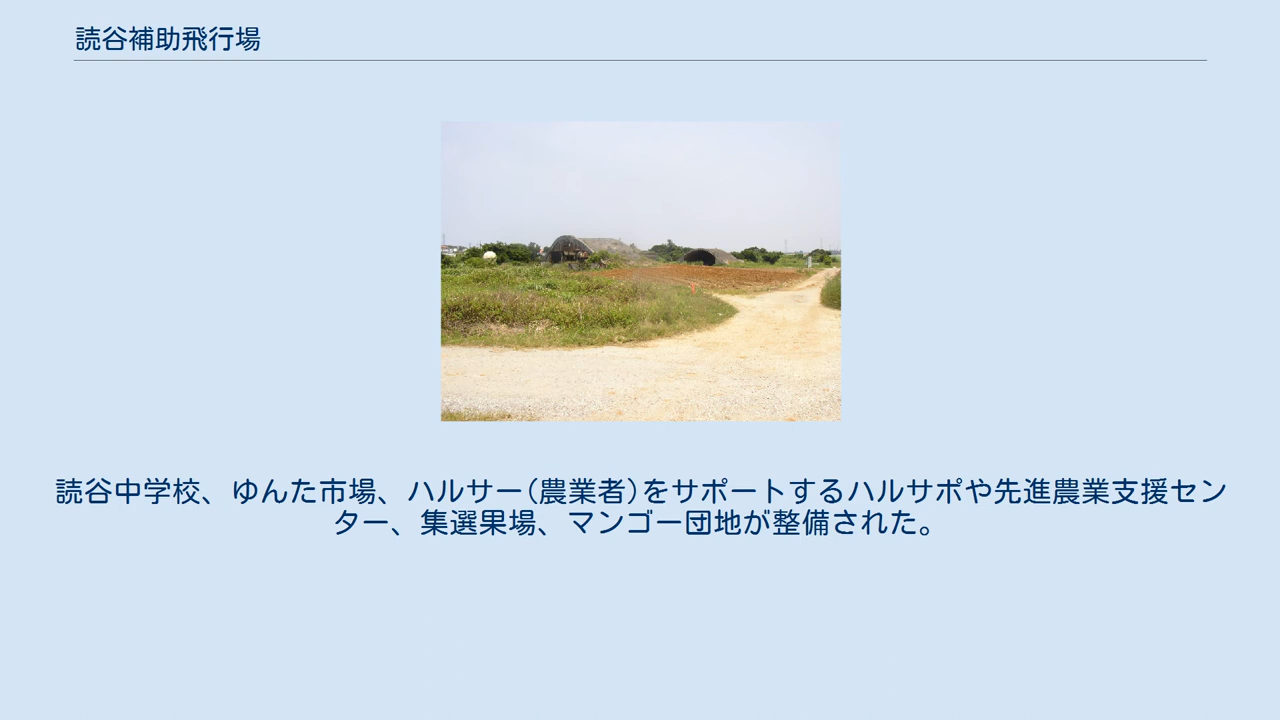 読谷補助飛行場
読谷中学校、ゆんた市場、ハルサー(農業者)をサポートするハルサポや先進農業支援セン
ター、集選果場、マンゴー団地が整備された。